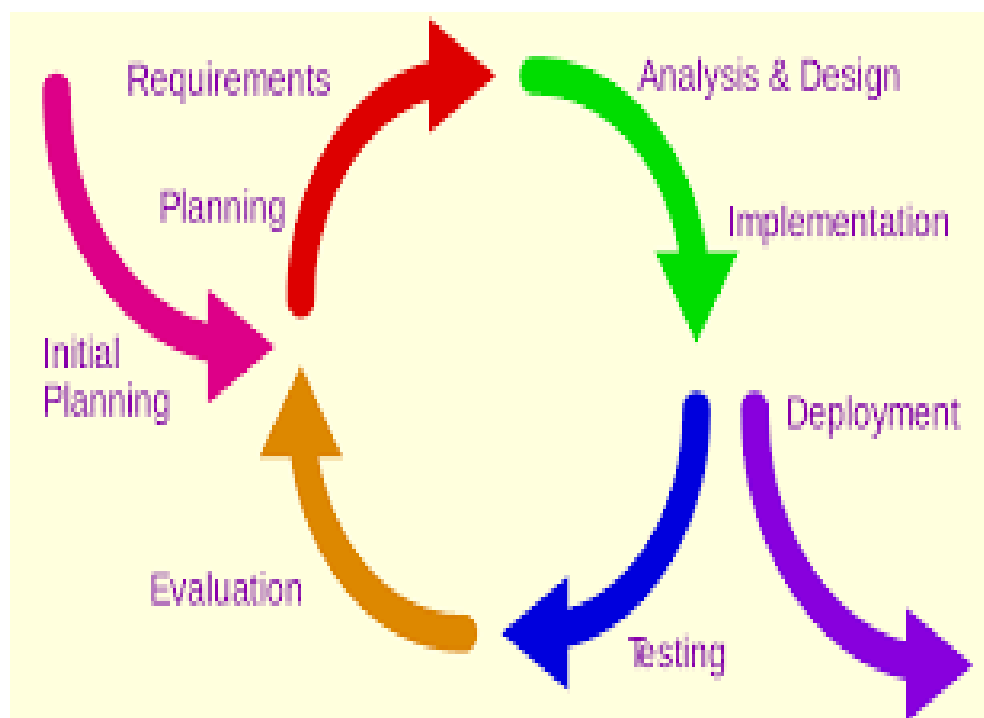 Requirements
Analysis & Design
Planning
Implementation
Initial
Planning
Deployment
Evaluation
Testing